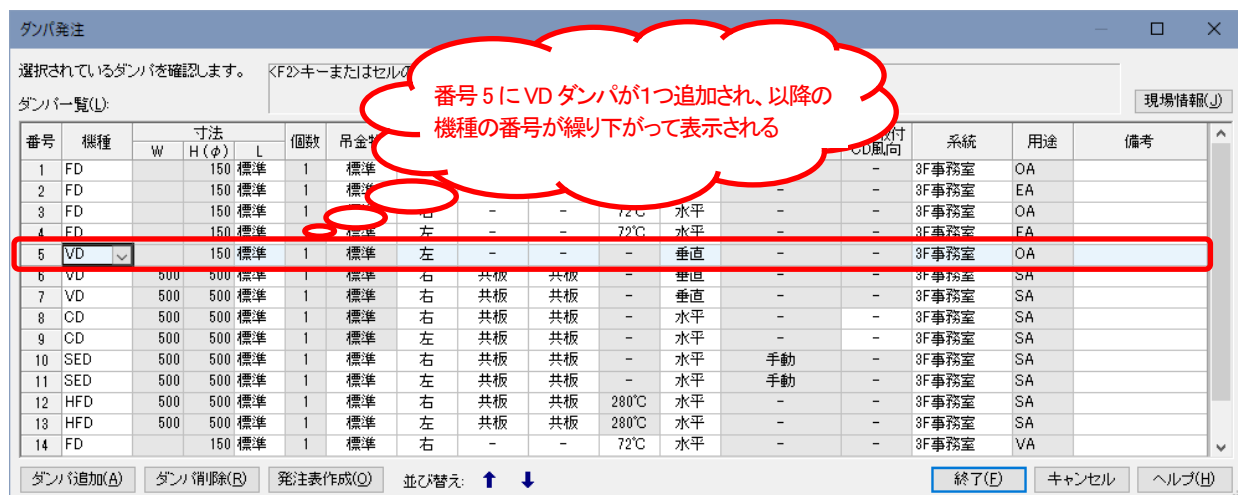 ダンパ発注
選択されているダンパを確認します。 <F2>キーまたはセルの
ダンパ一覧(L): 現場情報(J)
番号5にVDダンパが1つ追加され、以降の
機種の番号が繰り下がって表示される
番号 機種 寸法 個数 吊金 付 系統 用途 備考
W H(φ) L CD風向
1 FD 150 標準 1 標準 - 3F事務室 OA
2 FD 150 標準 1 標準 - - 3F事務室 EA
3 FD 150 標準 1 標準 右 - - 72℃ 水平 - - 3F事務室 OA
4 FD 150 標準 1 標準 左 - - 72℃ 水平 - - 3F事務室 EA
5 VD 150 標準 1 標準 左 - - - 垂直 - - 3F事務室 OA
6 VD 500 500 標準 1 標準 右 共板 共板 - 垂直 - - 3F事務室 SA
7 VD 500 500 標準 1 標準 右 共板 共板 - 垂直 - - 3F事務室 SA
8 CD 500 500 標準 1 標準 右 共板 共板 - 水平 - - 3F事務室 SA
9 CD 500 500 標準 1 標準 左 共板 共板 - 水平 - - 3F事務室 SA
10 SED 500 500 標準 1 標準 右 共板 共板 - 水平 手動 - 3F事務室 SA
11 SED 500 500 標準 1 標準 左 共板 共板 - 水平 手動 - 3F事務室 SA
12 HFD 500 500 標準 1 標準 右 共板 共板 280℃ 水平 - - 3F事務室 SA
13 HFD 500 500 標準 1 標準 左 共板 共板 280℃ 水平 - - 3F事務室 SA
14 FD 150 標準 1 標準 右 - - 72℃ 水平 - - 3F事務室 VA
ダンパ追加(A) ダンパ削除(R) 発注表作成(O) 並び替え: ↑ ↓ 終了(E) キャンセル ヘルプ(H)